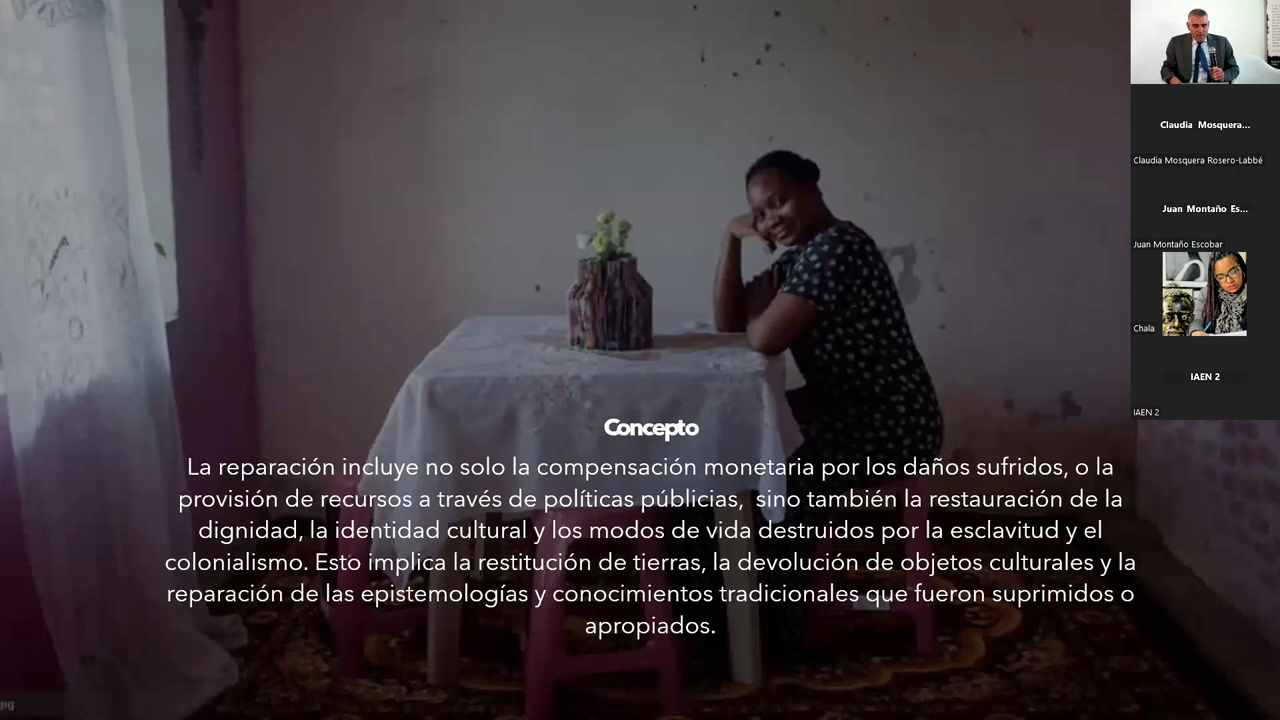 Concepto
La reparación incluye no solo la compensación monetaria por los daños sufridos, o la
provisión de recursos a través de políticas públicias, sino también la restauración de la
dignidad, la identidad cultural y los modos de vida destruidos por la esclavitud y el
colonialismo. Esto implica la restitución de tierras, la devolución de objetos culturales y la
reparación de las epistemologías y conocimientos tradicionales que fueron suprimidos o
apropiados.
Claudia Mosquera...
Claudia Mosquera Rosero-Labbé
Juan Montaño Es...
Juan Montaño Escobar
Chala
IAEN 2
IAEN 2